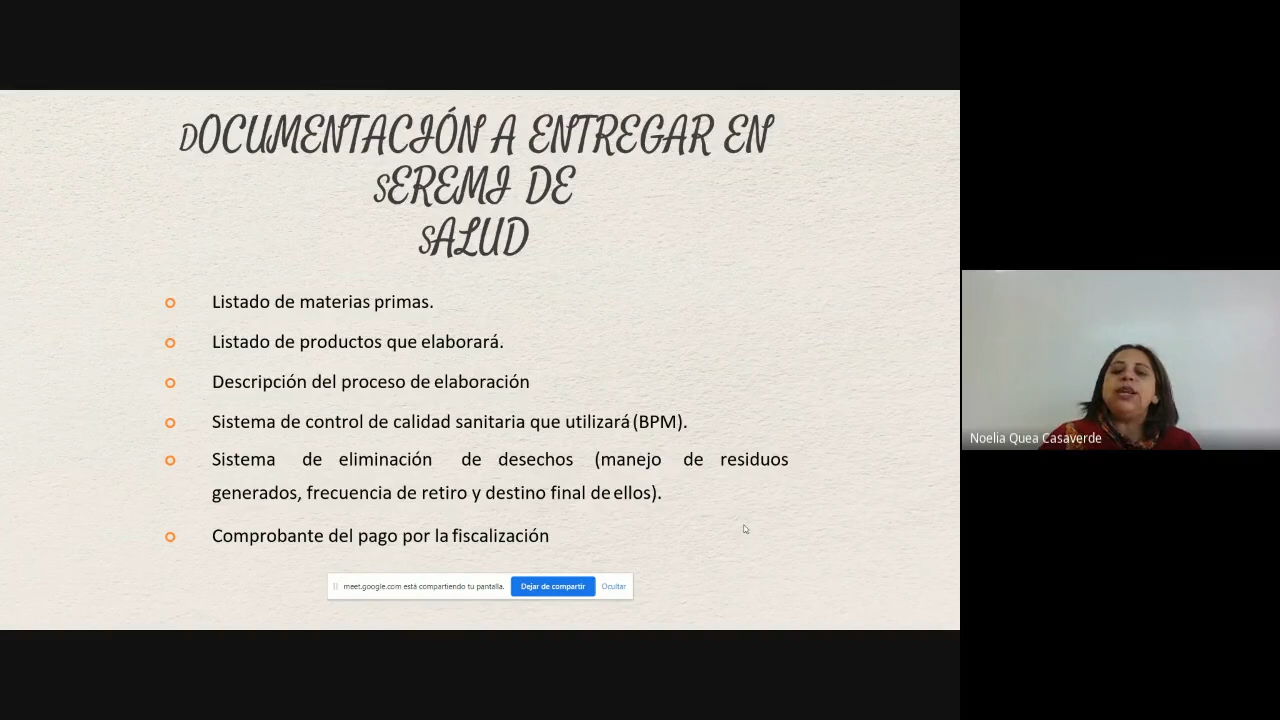 DOCUMENTACIÓN A ENTREGAR EN
SEREMI DE
SALUD
Listado de materias primas.
Listado de productos que elaborará.
Descripción del proceso de elaboración
Sistema de control de calidad sanitaria que utilizará (BPM).
Sistema de eliminación de desechos (manejo de residuos
generados, frecuencia de retiro y destino final de ellos).
Comprobante del pago por la fiscalización
meet.google.com está compartiendo tu pantalla. Dejar de compartir Ocultar
Noelia Quea Casaverde